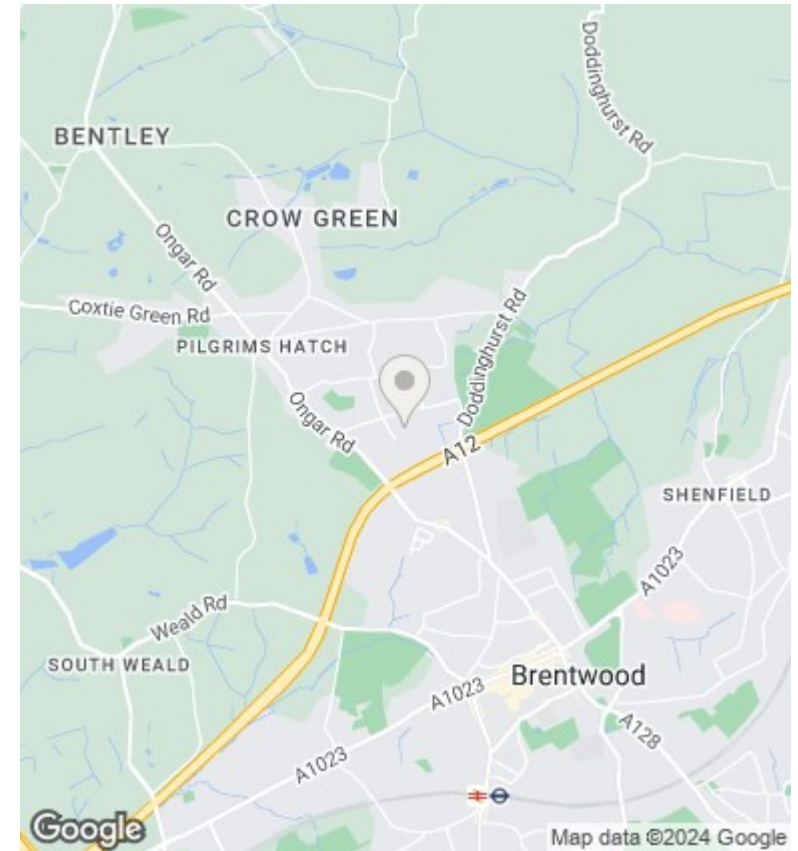 Doddinghurst Rd
BENTLEY
CROW GREEN
Ongar Rd
Coxtie Green Rd
PILGRIMS HATCH
Doddinghurst Rd
Ongar Rd
A12
SHENFIELD
A1023
Weald Rd
SOUTH WEALD
Brentwood
A1023
A128
A1023
Google
Map data ©2024 Google